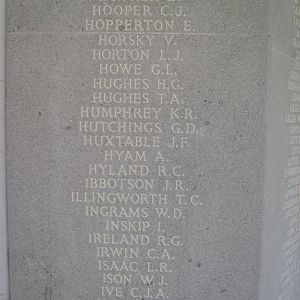 HOOPER C.J.
HOPPERTON E.
HORSKY V.
HORTON L.J.
HOWE G.L.
HUGHES H.G.
HUGHES T.A.
HUMPHREY K.R.
HUTCHINGS G.D.
HUXTABLE J.F.
HYAM A.
HYLAND R.C.
IBBOTSON J.R.
ILLINGWORTH T.C.
INGRAMS W.D.
INSKIP I.
IRELAND R.G.
IRWIN C.A.
ISAAC L.R.
ISON W.J.
IVE C.J.A.